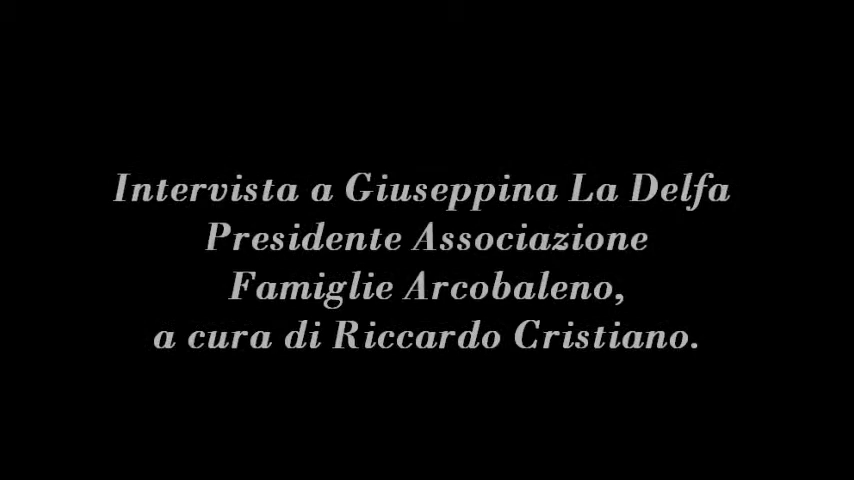 Intervista a Giuseppina La Delfa
Presidente Associazione
Famiglie Arcobaleno,
a cura di Riccardo Cristiano.